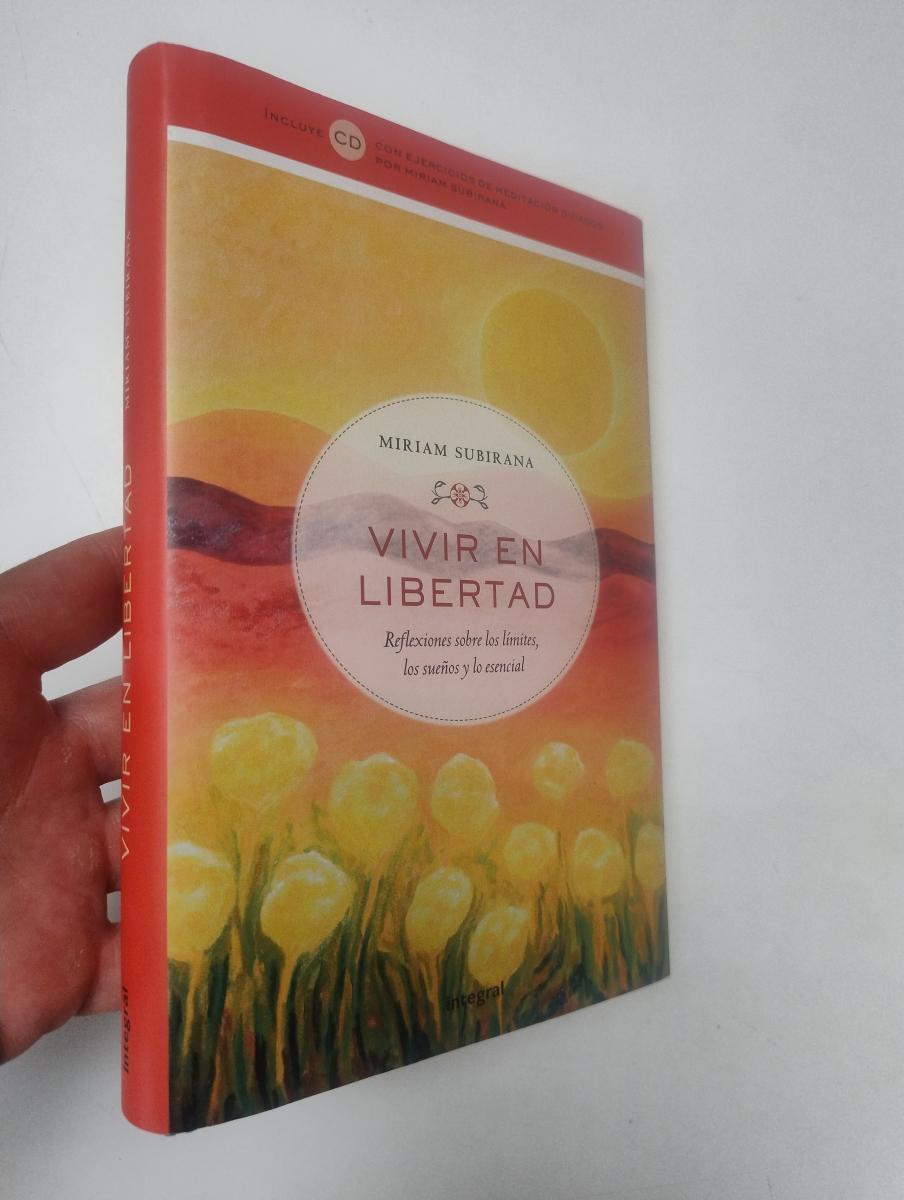 INCLUYE CD CON EJERCICIOS DE MEDITACIÓN GUIADOS
POR MIRIAM SUBIRANA
MIRIAM SUBIRANA
VIVIR EN
LIBERTAD
Reflexiones sobre los límites,
los sueños y lo esencial
integral
MIRIAM SUBIRANA
VIVIR EN LIBERTAD
integral